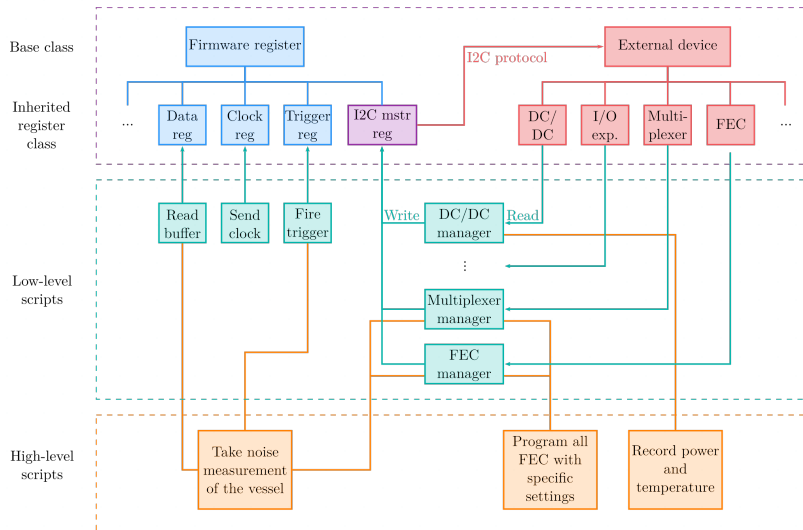 Base class
Firmware register
External device
I2C protocol
Inherited
register
class
...
Data
reg
Clock
reg
Trigger
reg
I2C mstr
reg
DC/
DC
I/O
exp.
Multi-
plexer
FEC
...
Low-level
scripts
Read
buffer
Send
clock
Fire
trigger
Write
DC/DC
manager
Read
...
Multiplexer
manager
FEC
manager
High-level
scripts
Take noise
measurement
of the vessel
Program all
FEC with
specific
settings
Record power
and
temperature